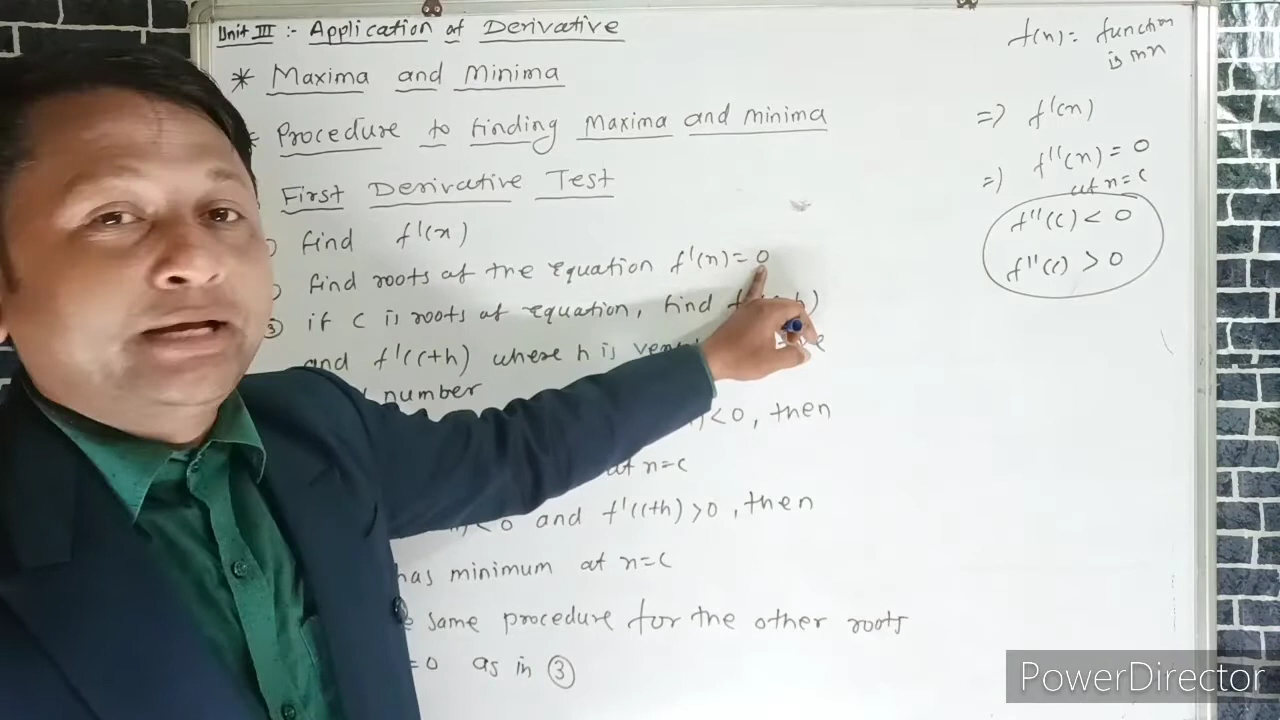 Unit III :- Application of Derivative
* Maxima and Minima
* Procedure to finding Maxima and minima
First Derivative Test
find f'(x)
find roots of the equation f'(x) = 0
③ if c is roots of equation, find
and f'(c+h) where h is
number
<0, then
at x=c
<0 and f'(c+h) >0, then
has minimum at x=c
same procedure for the other roots
=0 as in ③
f(x) = function
is
=> f'(x)
=> f''(x) = 0
at x=c
f''(c) < 0
f''(c) > 0
PowerDirector